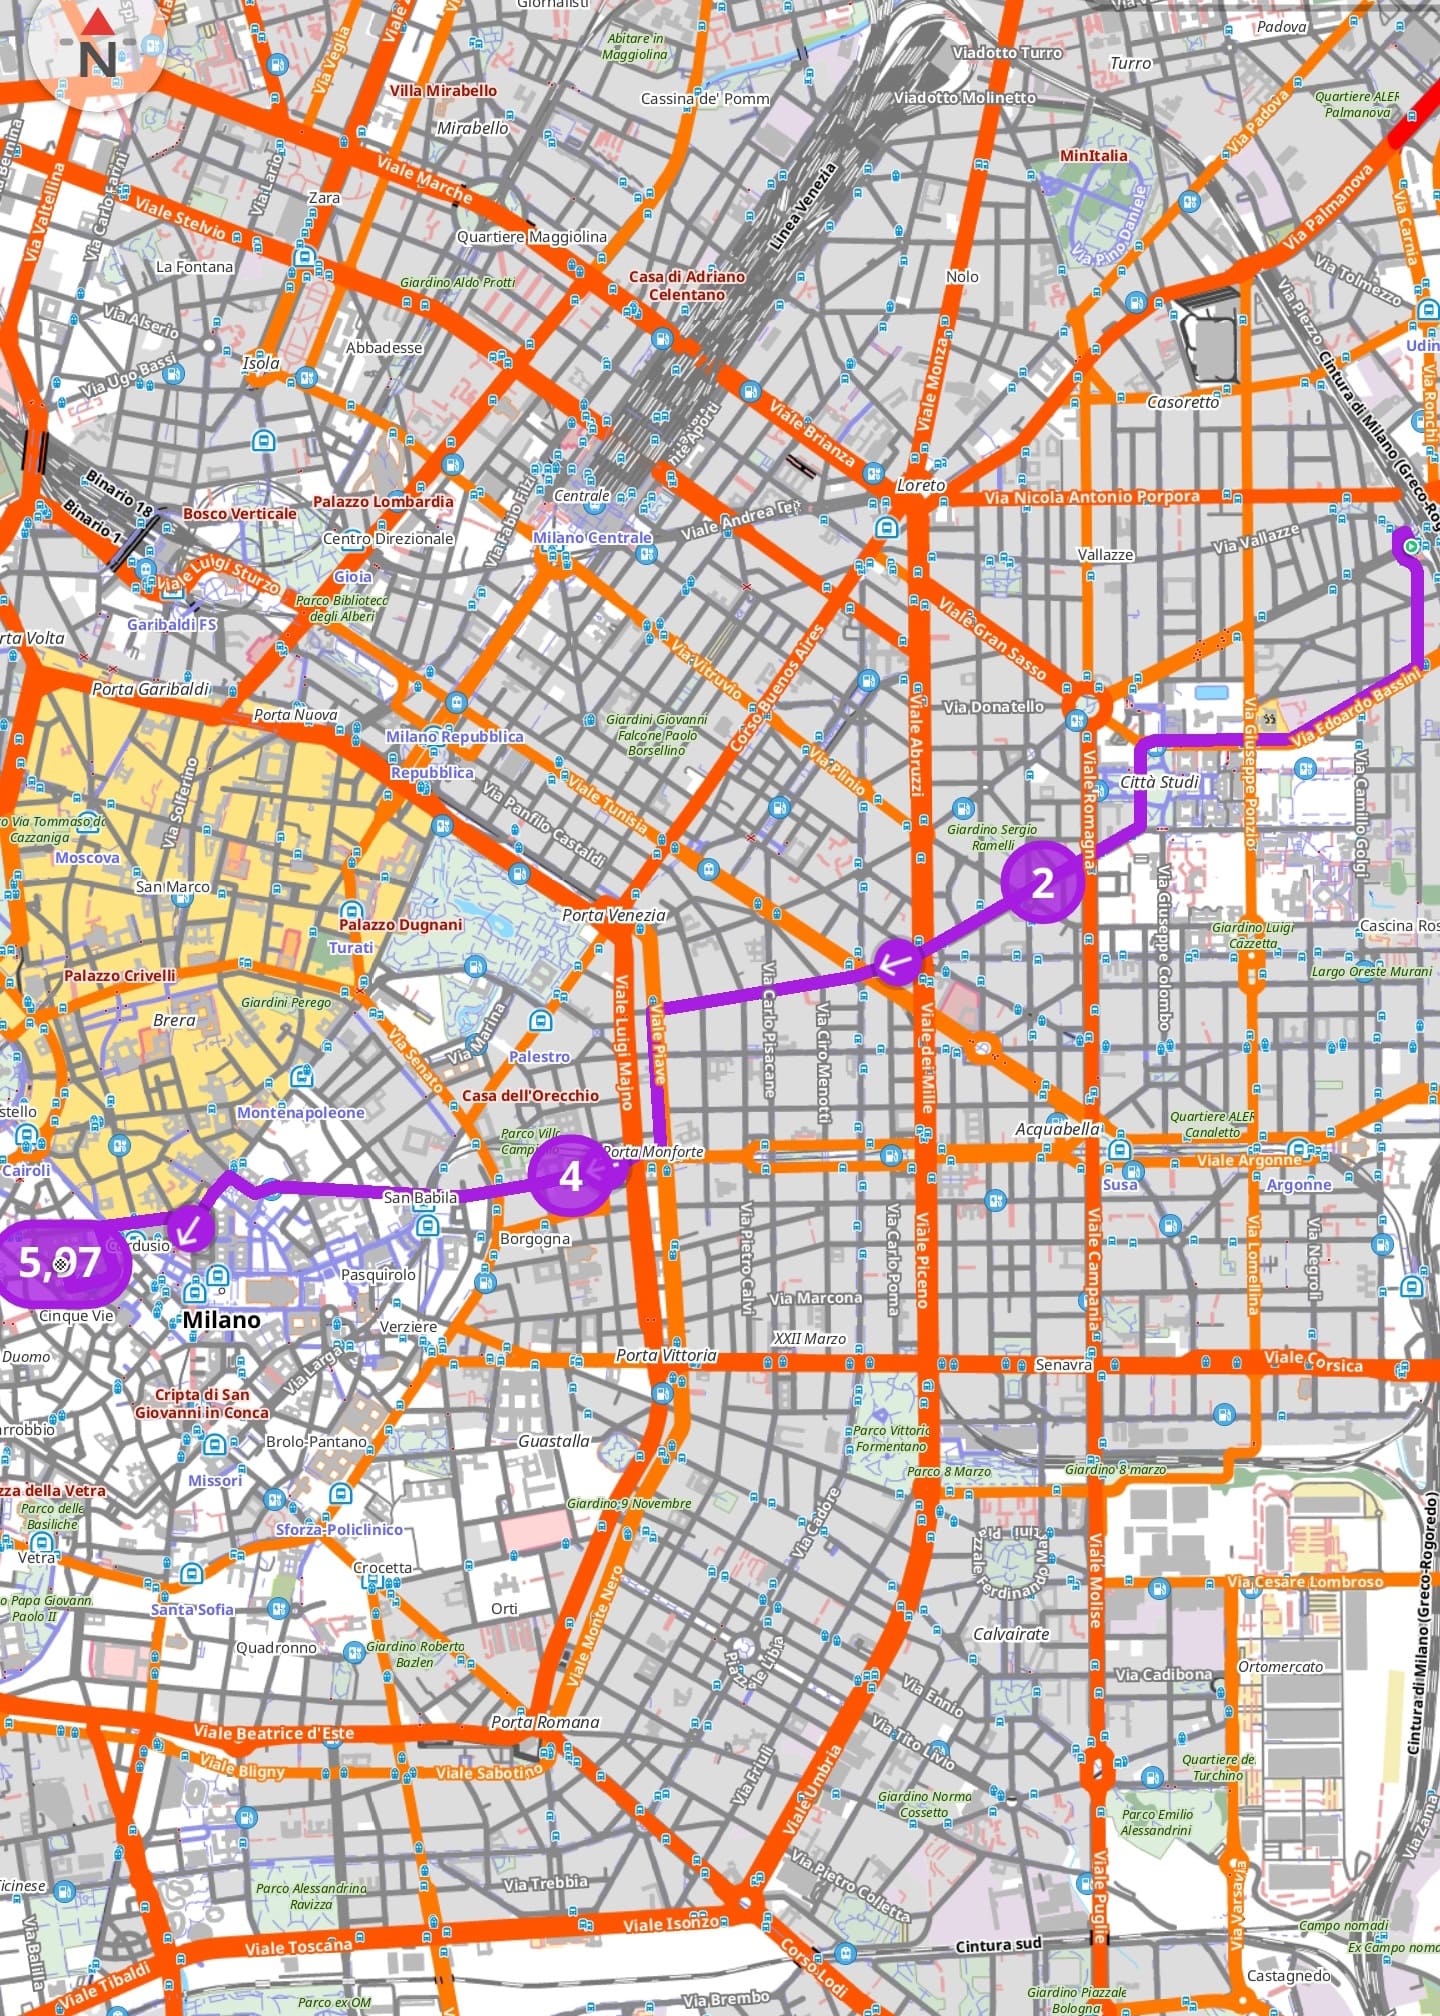 Giornalisti
Padova
Abitare in
Maggiolina
Viadotto Turro
Turro
N
Via Veglia
Villa Mirabello
Cassina de' Pomm
Viadotto Molinetto
Quartiere ALER
Palmanova
Mirabello
Via Padova
MinItalia
Viale Marche
Via Valtellina
Via Carlo Farini
Via Lario
Zara
Linea Venezia
Via Pino Daniele
Via Palmanova
Via Carnia
Viale Stelvio
Quartiere Maggiolina
La Fontana
Giardino Aldo Protti
Casa di Adriano
Celentano
Nolo
Via Tolmezzo
Via Alserio
Via Piezzo
Abbadesse
Isola
Via Ugo Bassi
Udin
Viale Monza
Cintura di Milano (Greco-Rog
Via Ronchi
Casoretto
Viale Brianza
Binario 18
Binario 1
Centrale
Loreto
Via Nicola Antonio Porpora
Palazzo Lombardia
Bosco Verticale
Via Fabio Filzi
Centro Direzionale
Milano Centrale
Via Vallazze
Vallazze
Viale Luigi Sturzo
Gioia
Parco Biblioteca
degli Alberi
Garibaldi FS
rta Volta
Viale Gran Sasso
Via Vitruvio
Corso Buenos Aires
Porta Garibaldi
Porta Nuova
Via Edoardo Bassini
Giardini Giovanni
Falcone Paolo
Borsellino
Via Donatello
Milano Repubblica
Repubblica
Viale Abruzzi
Via Plinio
Viale Romagna
Città Studi
Via Giuseppe Ponzio
Via Camillo Golgi
Via Solferino
Via Panfilo Castaldi
Viale Tunisia
Giardino Sergio
Ramelli
o Via Tommaso da
Cazzaniga
Moscova
San Marco
2
Porta Venezia
Palazzo Dugnani
Turati
Via Giuseppe Colombo
Giardino Luigi
Cazzetta
Cascina Ros
Largo Oreste Murani
Palazzo Crivelli
Giardini Perego
Brera
Via Senato
Via Marina
Palestro
Viale Luigi Majno
Viale Piave
Via Carlo Pisacane
Via Ciro Menotti
Viale dei Mille
Casa dell'Orecchio
Montenapoleone
stello
Cairoli
Parco Villa
Porta Monforte
Acquabella
Quartiere ALER
Canaletto
Viale Argonne
Susa
Argonne
4
San Babila
Borgogna
5,97
Pasquirolo
Via Pietro Calvi
Via Carlo Poma
Viale Piceno
Viale Campania
Via Lomellina
Via Negroli
Cinque Vie
Milano
Verziere
Via Marcona
XXII Marzo
Porta Vittoria
Senavra
Viale Corsica
Duomo
Via Larga
Cripta di San
Giovanni in Conca
Brolo-Pantano
Guastalla
Parco Vittorio
Formentano
Parco 8 Marzo
Giardino 8 marzo
Missori
zza della Vetra
Parco delle
Basiliche
Vetra
Giardino 9 Novembre
Via Cadore
Sforza-Policlinico
Crocetta
Viale Molise
Via Cesare Lombroso
Cintura di Milano (Greco-Rogoredo)
o Papa Giovanni
Paolo II
Santa Sofia
Orti
Viale Monte Nero
Quadronno
Giardino Roberto
Bazlen
Calvairate
Via Cadibona
Ortomercato
Via Ennio
Via Tito Livio
Porta Romana
Viale Beatrice d'Este
Viale Bligny
Viale Sabotino
Via Friuli
Viale Umbria
Quartiere del
Turchino
Giardino Norma
Cossetto
Parco Emilio
Alessandrini
Via Zama
Via Pietro Colletta
Via Trebbia
Ticinese
Parco Alessandrina
Ravizza
Viale Puglie
Via Varsavia
Viale Isonzo
Viale Toscana
Via Balilla
Viale Tibaldi
Cintura sud
Corso Lodi
Campo nomadi
Ex Campo noma
Castagnedo
Parco ex OM
Via Brembo
Giardino Piazzale
Bologna